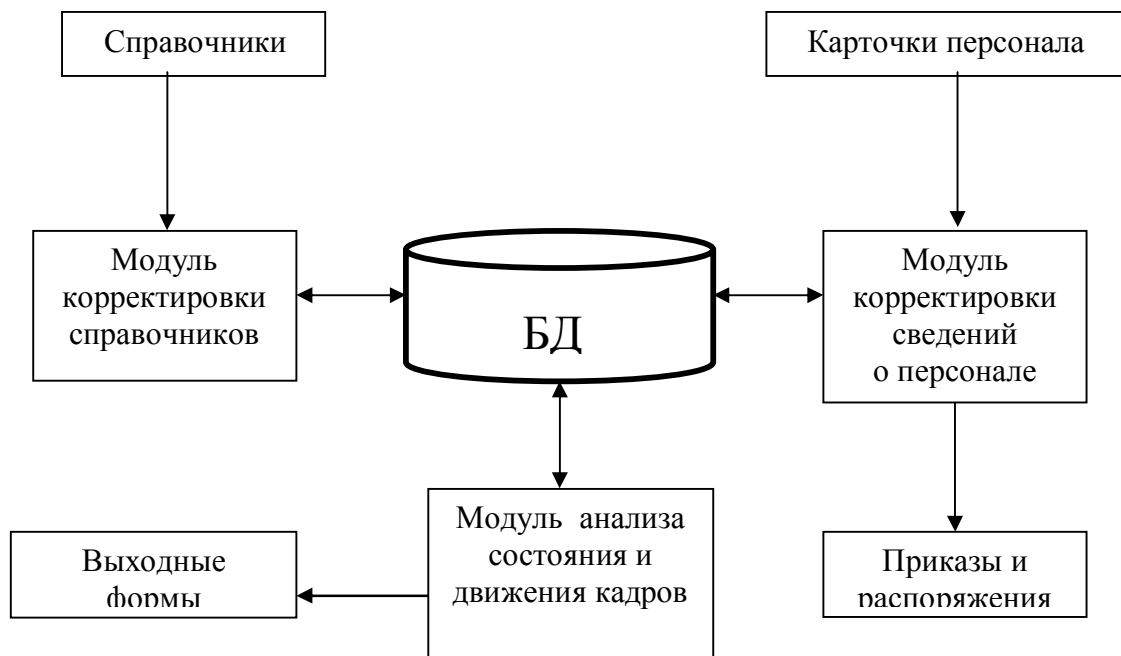 Справочники
Карточки персонала
Модуль
корректировки
справочников
БД
Модуль
корректировки
сведений
о персонале
Модуль анализа
состояния и
движения кадров
Выходные
формы
Приказы и
распоряжения